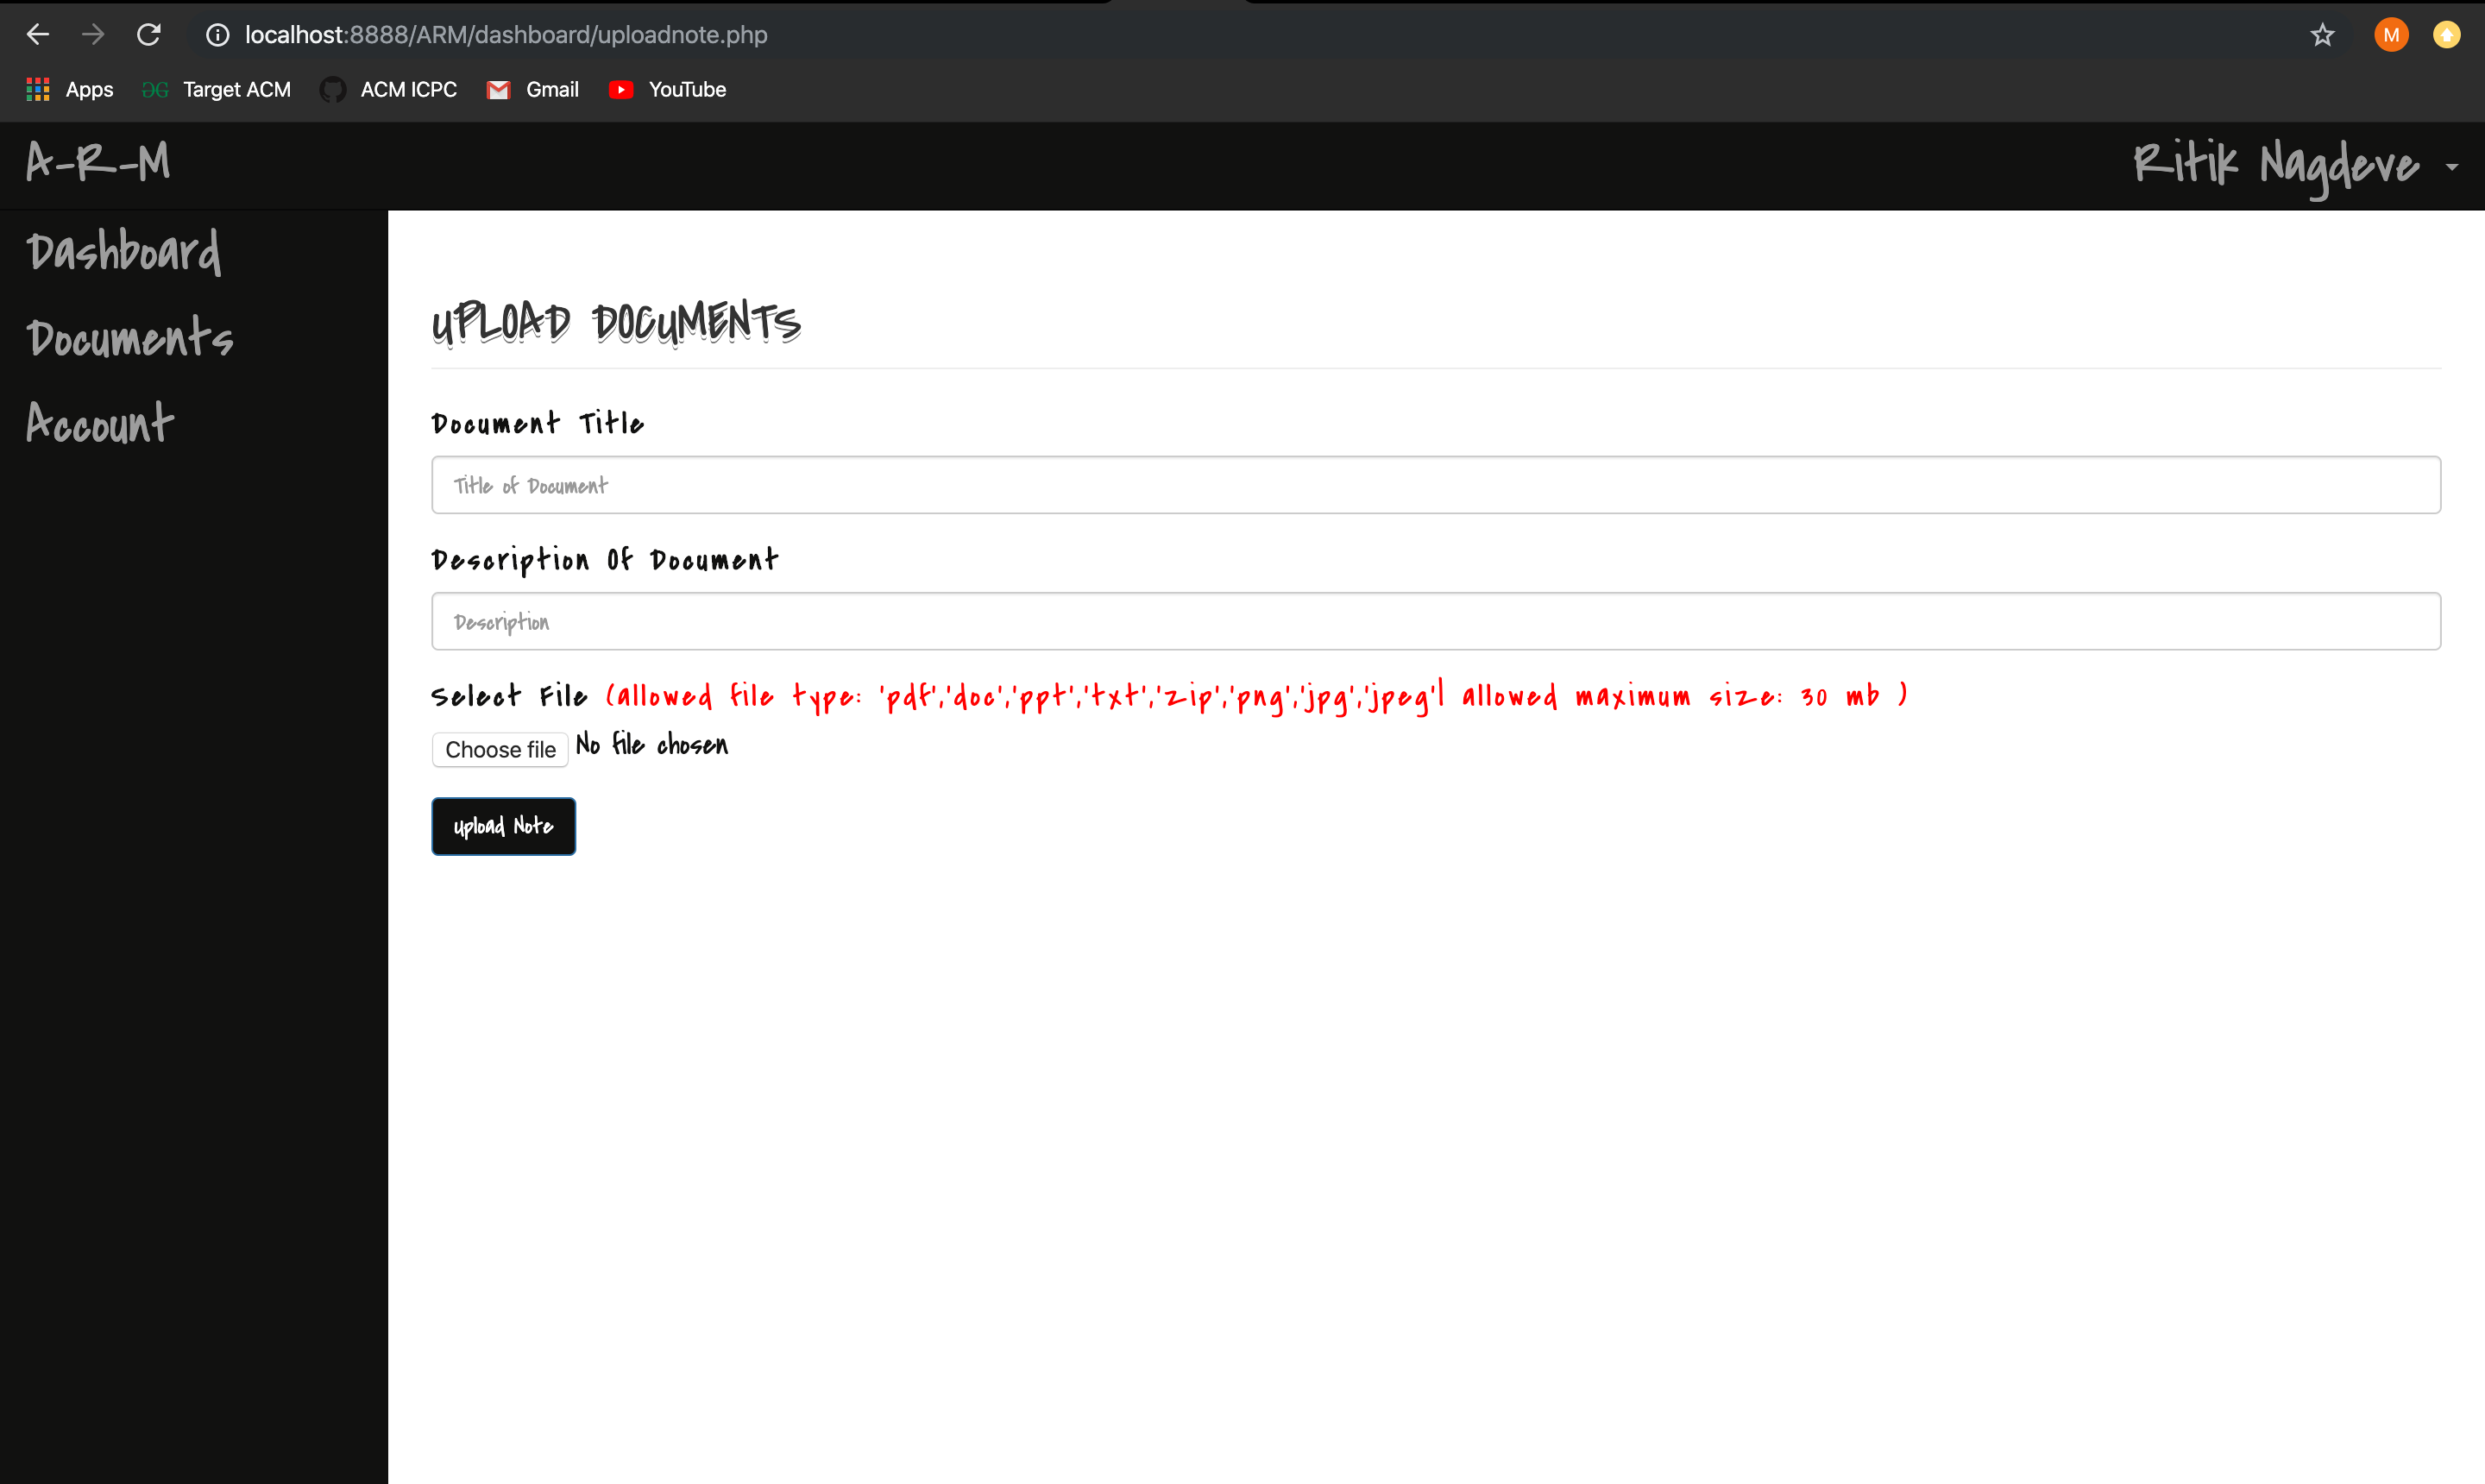 localhost:8888/ARM/dashboard/uploadnote.php
M
Apps
Target ACM
ACM ICPC
Gmail
YouTube
A-R-M
Ritik Nagdeve
Dashboard
Documents
Account
UPLOAD DOCUMENTS
Document Title
Title of Document
Description Of Document
Description
Select File (allowed file type: 'pdf','doc','ppt','txt','zip','png','jpg','jpeg'| allowed maximum size: 30 mb )
Choose file No file chosen
Upload Note